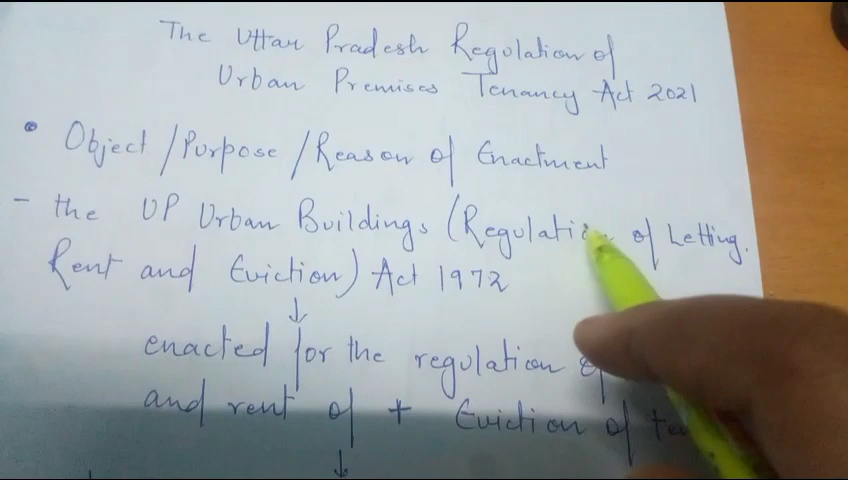 The Uttar Pradesh Regulation of
Urban Premises Tenancy Act 2021
• Object/Purpose/Reason of Enactment
- the UP Urban Buildings (Regulation of Letting.
Rent and Eviction) Act 1972
↓
enacted for the regulation
and rent of + Eviction of
↓